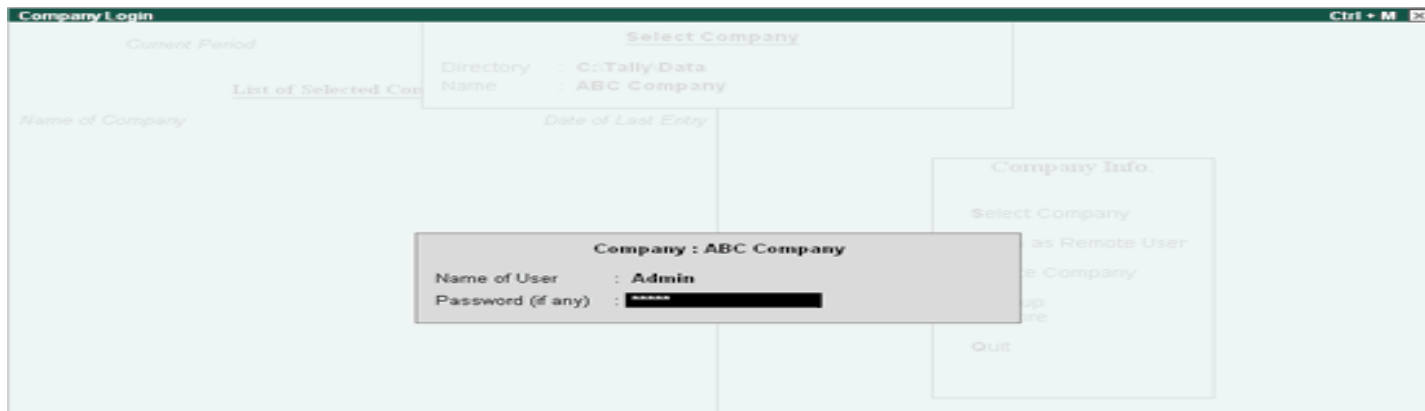 Company Login
Ctrl + M
Current Period
Select Company
Directory : C:\Tally\Data
List of Selected Con
Name : ABC Company
Name of Company
Date of Last Entry
Company Info.
Select Company
as Remote User
Company : ABC Company
Name of User : Admin
Company
Password (if any) : *****
Quit